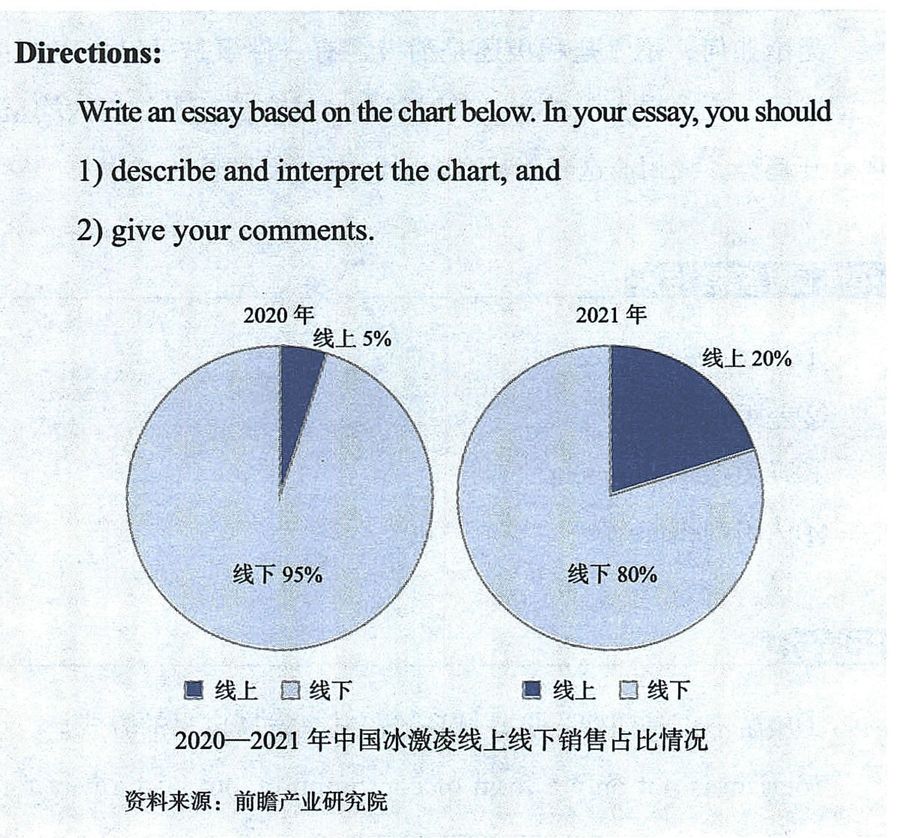 Directions:
Write an essay based on the chart below. In your essay, you should
1) describe and interpret the chart, and
2) give your comments.
2020 年
线上 5%
线下 95%
线上 线下
2021 年
线上 20%
线下 80%
线上 线下
2020—2021 年中国冰激凌线上线下销售占比情况
资料来源：前瞻产业研究院